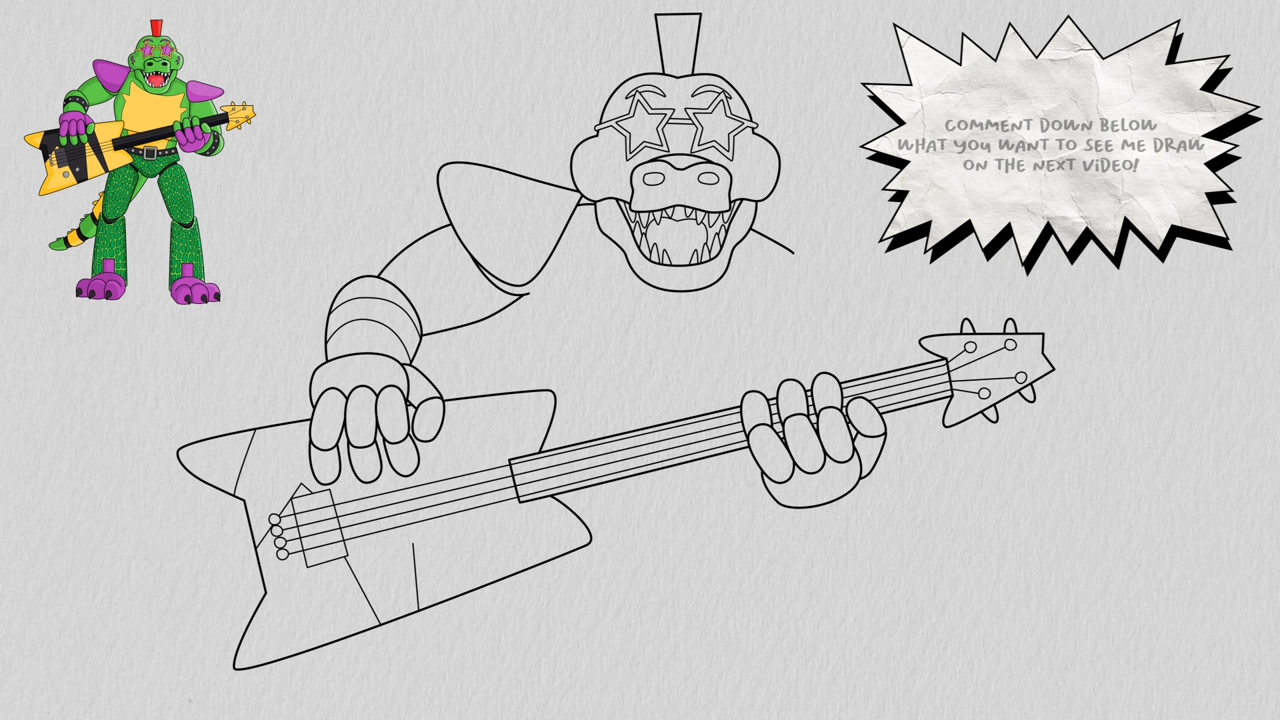 COMMENT DOWN BELOW
WHAT YOU WANT TO SEE ME DRAW
ON THE NEXT VIDEO!